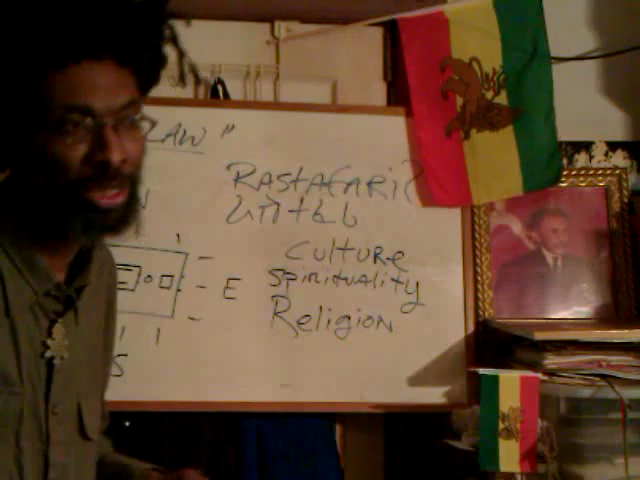 LAW"
RASTAFARI
CULTURE
E SPIRITUALITY
RELIGION
S